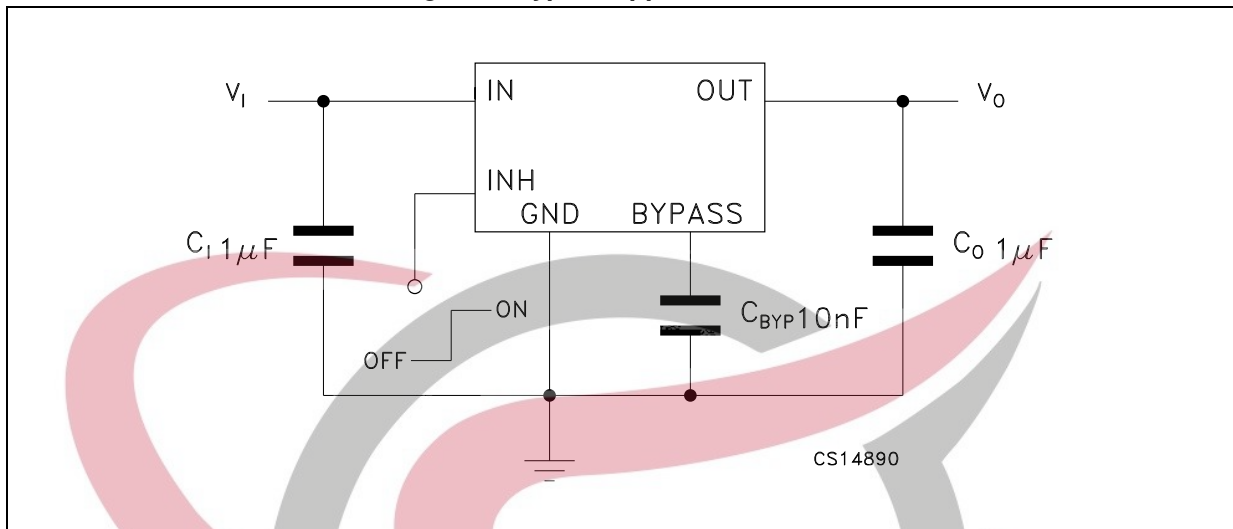 V_I
IN
OUT
V_O
INH
GND
BYPASS
C_I 1μF
C_O 1μF
C_BYP 10nF
ON
OFF
CS14890